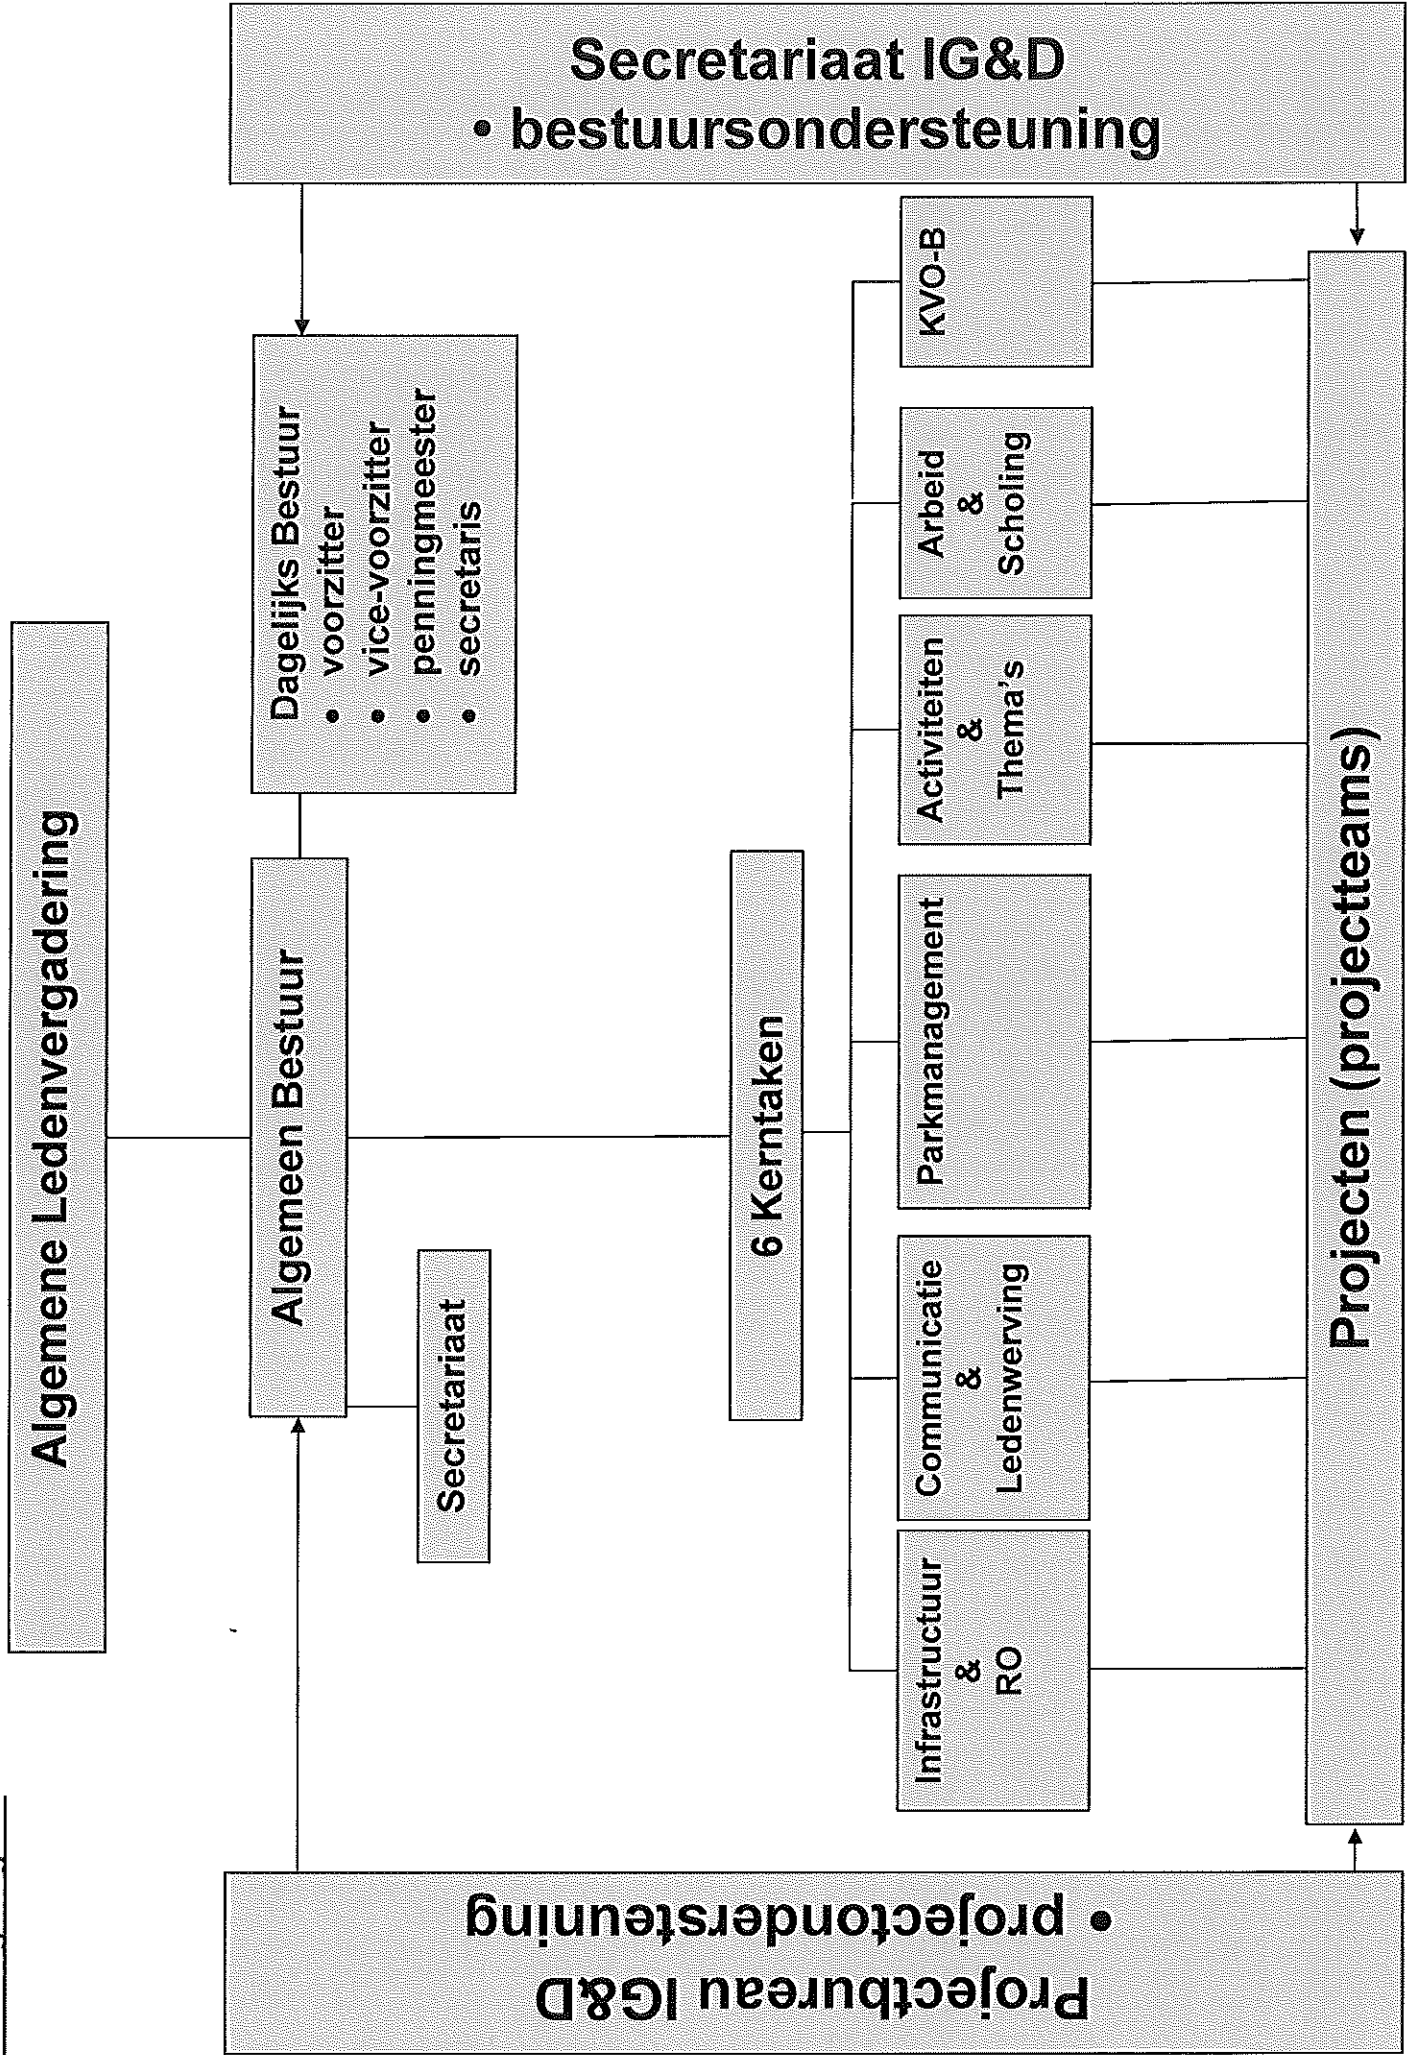 Algemene Ledenvergadering
Algemeen Bestuur
Dagelijks Bestuur
• voorzitter
• vice-voorzitter
• penningmeester
• secretaris
Secretariaat
6 Kerntaken
Infrastructuur
&
RO
Communicatie
&
Ledenwerving
Parkmanagement
Activiteiten
&
Thema's
Arbeid
&
Scholing
KVO-B
Projecten (projectteams)
Projectbureau IG&D
• projectondersteuning
Secretariaat IG&D
• bestuursondersteuning